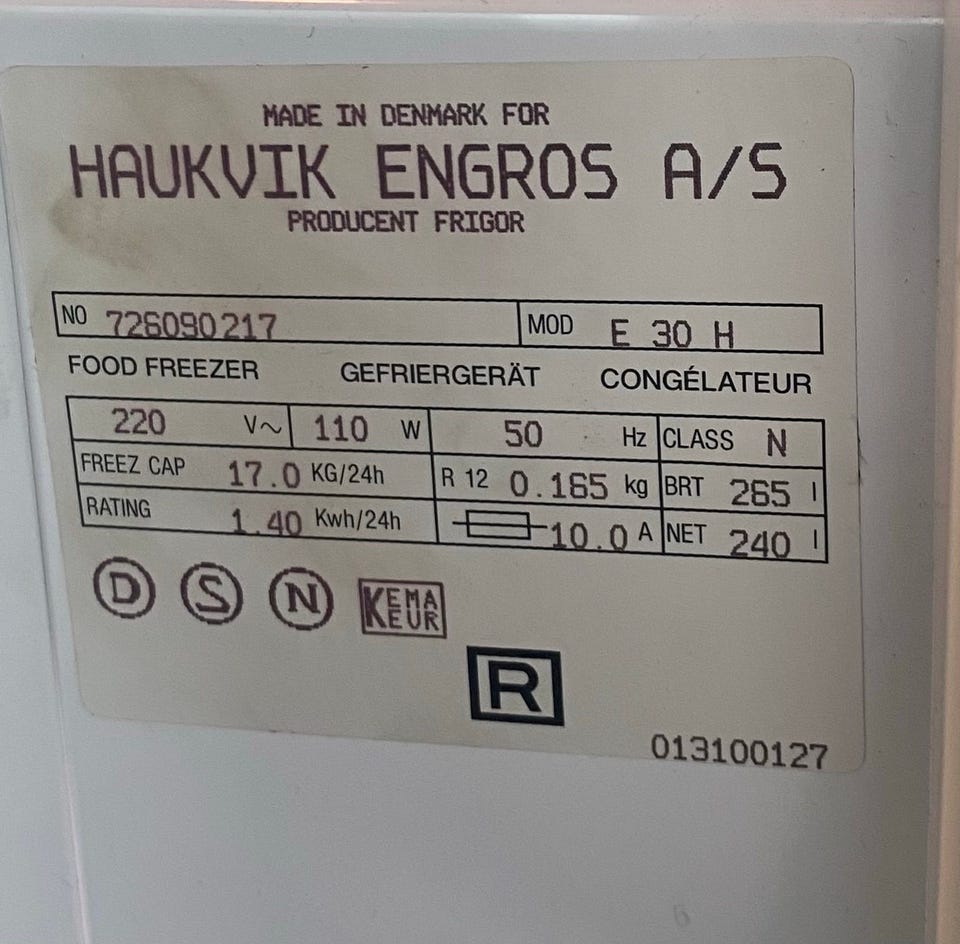 MADE IN DENMARK FOR
HAUKVIK ENGROS A/S
PRODUCENT FRIGOR
NO 726090217 MOD E 30 H
FOOD FREEZER GEFRIERGERÄT CONGÉLATEUR
220 V~ 110 W 50 Hz CLASS N
FREEZ CAP 17.0 KG/24h R 12 0.165 kg BRT 265 l
RATING 1.40 Kwh/24h 10.0 A NET 240 l
D S N KEMA KEUR
R
013100127